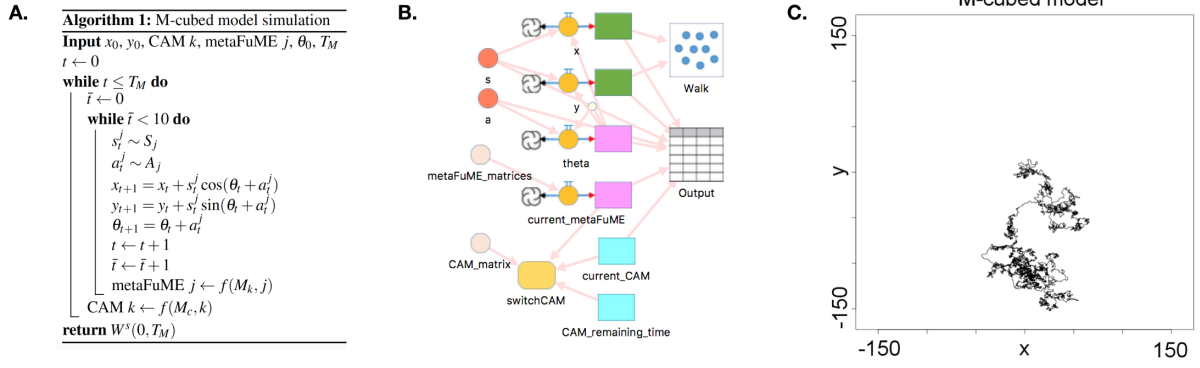 A.
Algorithm 1: M-cubed model simulation
Input x₀, y₀, CAM k, metaFuME j, θ₀, T_M
t ← 0
while t ≤ T_M do
t̄ ← 0
while t̄ < 10 do
s_t^j ∼ S_j
a_t^j ∼ A_j
x_{t+1} = x_t + s_t^j cos(θ_t + a_t^j)
y_{t+1} = y_t + s_t^j sin(θ_t + a_t^j)
θ_{t+1} = θ_t + a_t^j
t ← t + 1
t̄ ← t̄ + 1
metaFuME j ← f(M_k, j)
CAM k ← f(M_c, k)
return W^s(0, T_M)
B.
x
s
y
a
theta
metaFuME_matrices
current_metaFuME
CAM_matrix
current_CAM
switchCAM
CAM_remaining_time
Walk
Output
C.
M-cubed model
150
y
-150
-150
x
150